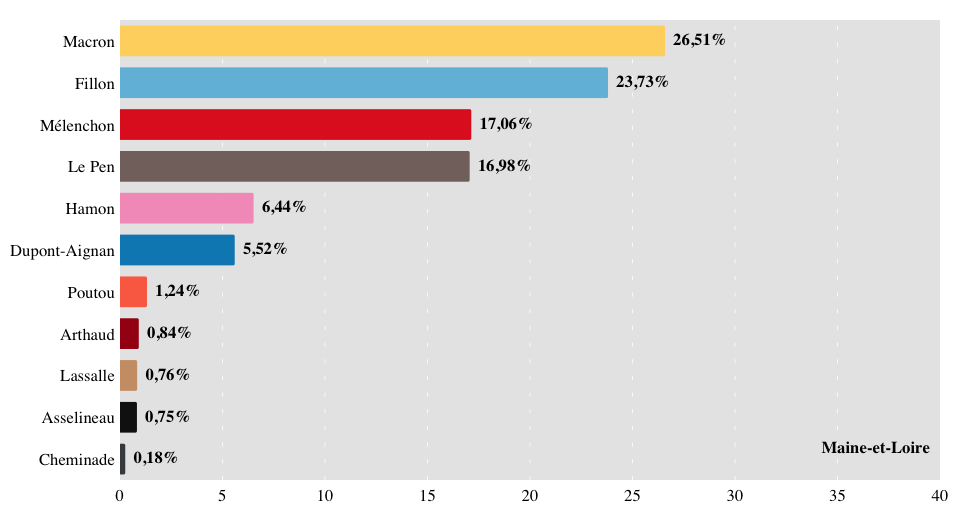 Macron 26,51%
Fillon 23,73%
Mélenchon 17,06%
Le Pen 16,98%
Hamon 6,44%
Dupont-Aignan 5,52%
Poutou 1,24%
Arthaud 0,84%
Lassalle 0,76%
Asselineau 0,75%
Maine-et-Loire
Cheminade 0,18%
0 5 10 15 20 25 30 35 40